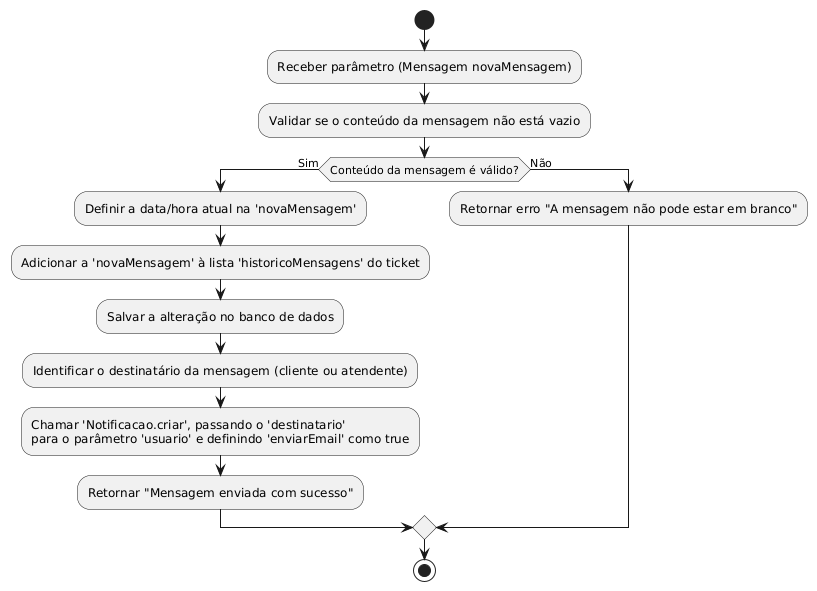 Receber parâmetro (Mensagem novaMensagem)
Validar se o conteúdo da mensagem não está vazio
Sim
Conteúdo da mensagem é válido?
Não
Definir a data/hora atual na 'novaMensagem'
Retornar erro "A mensagem não pode estar em branco"
Adicionar a 'novaMensagem' à lista 'historicoMensagens' do ticket
Salvar a alteração no banco de dados
Identificar o destinatário da mensagem (cliente ou atendente)
Chamar 'Notificacao.criar', passando o 'destinatario'
para o parâmetro 'usuario' e definindo 'enviarEmail' como true
Retornar "Mensagem enviada com sucesso"